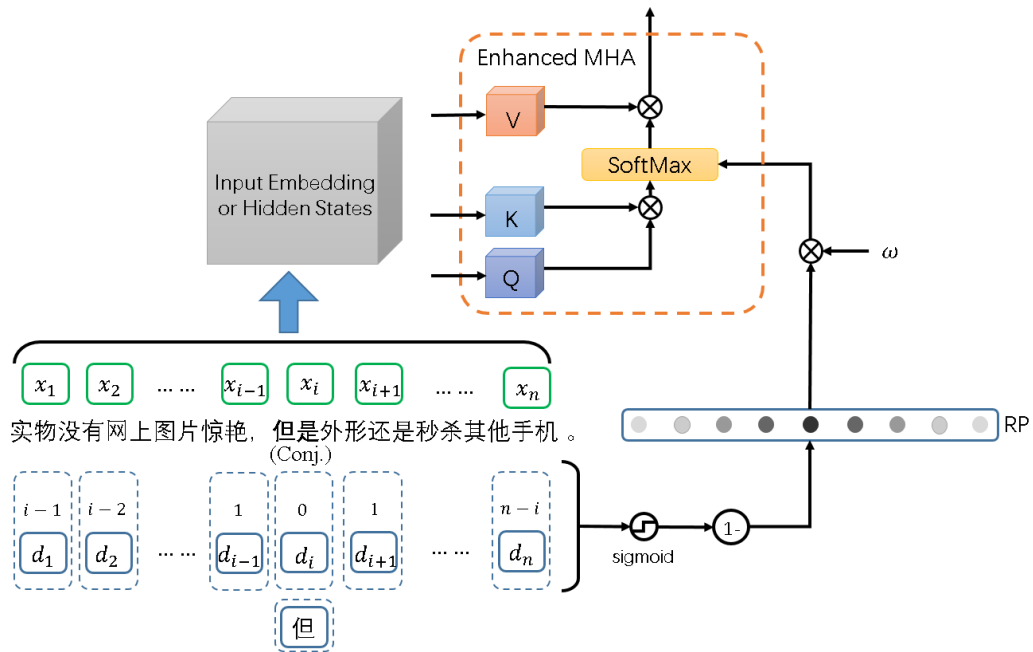 Enhanced MHA
V
SoftMax
Input Embedding
or Hidden States
K
Q
ω
x₁ x₂ …… xᵢ₋₁ xᵢ xᵢ₊₁ …… xₙ
RP
实物没有网上图片惊艳，但是外形还是秒杀其他手机。
(Conj.)
i − 1 i − 2 1 0 1 n − i
1-
d₁ d₂ …… dᵢ₋₁ dᵢ dᵢ₊₁ …… dₙ
sigmoid
但